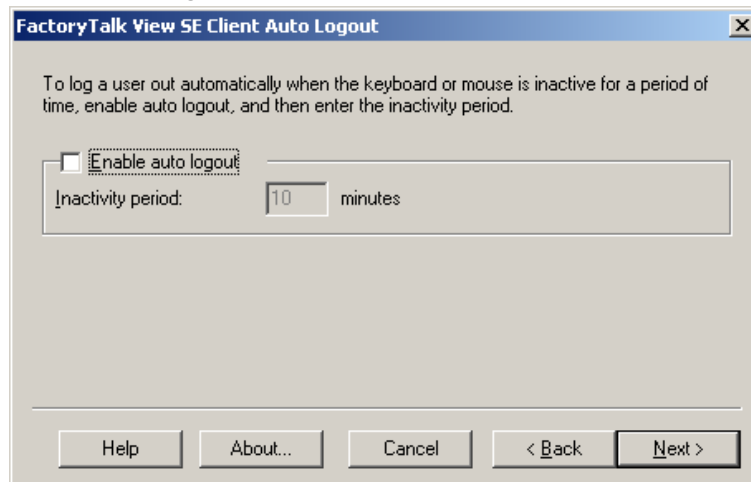 FactoryTalk View SE Client Auto Logout
To log a user out automatically when the keyboard or mouse is inactive for a period of
time, enable auto logout, and then enter the inactivity period.
Enable auto logout
Inactivity period: 10 minutes
Help About... Cancel < Back Next >